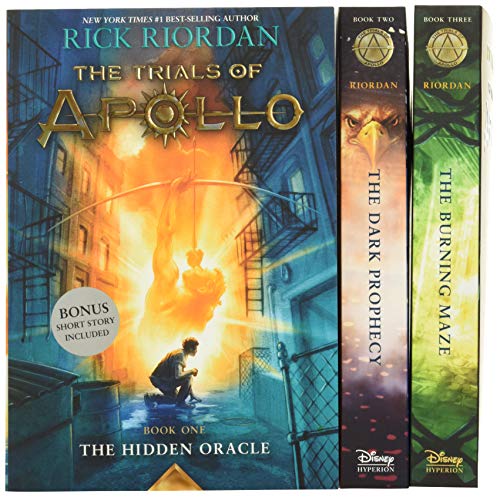 NEW YORK TIMES #1 BEST-SELLING AUTHOR
RICK RIORDAN
THE TRIALS OF
APOLLO
BONUS
SHORT STORY
INCLUDED
BOOK ONE
THE HIDDEN ORACLE
BOOK TWO
RIORDAN
THE DARK PROPHECY
Disney
HYPERION
BOOK THREE
RIORDAN
THE BURNING MAZE
Disney
HYPERION